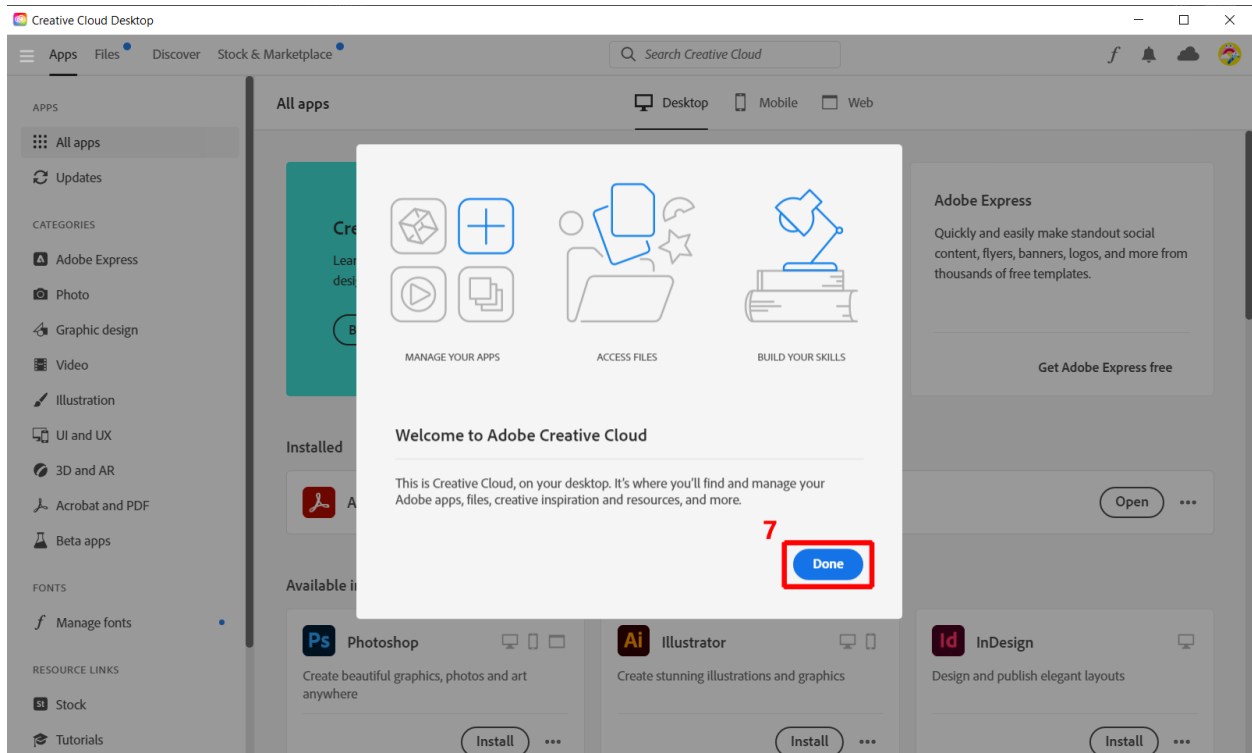 Creative Cloud Desktop
Apps Files Discover Stock & Marketplace Search Creative Cloud
APPS
All apps
Updates
CATEGORIES
Adobe Express
Photo
Graphic design
Video
Illustration
UI and UX
3D and AR
Acrobat and PDF
Beta apps
FONTS
Manage fonts
RESOURCE LINKS
Stock
Tutorials
All apps Desktop Mobile Web
Adobe Express
Quickly and easily make standout social
content, flyers, banners, logos, and more from
thousands of free templates.
Get Adobe Express free
MANAGE YOUR APPS ACCESS FILES BUILD YOUR SKILLS
Welcome to Adobe Creative Cloud
This is Creative Cloud, on your desktop. It's where you'll find and manage your
Adobe apps, files, creative inspiration and resources, and more.
7
Done
Installed
Open
Available
Ps Photoshop
Create beautiful graphics, photos and art
anywhere
Install
Ai Illustrator
Create stunning illustrations and graphics
Install
Id InDesign
Design and publish elegant layouts
Install